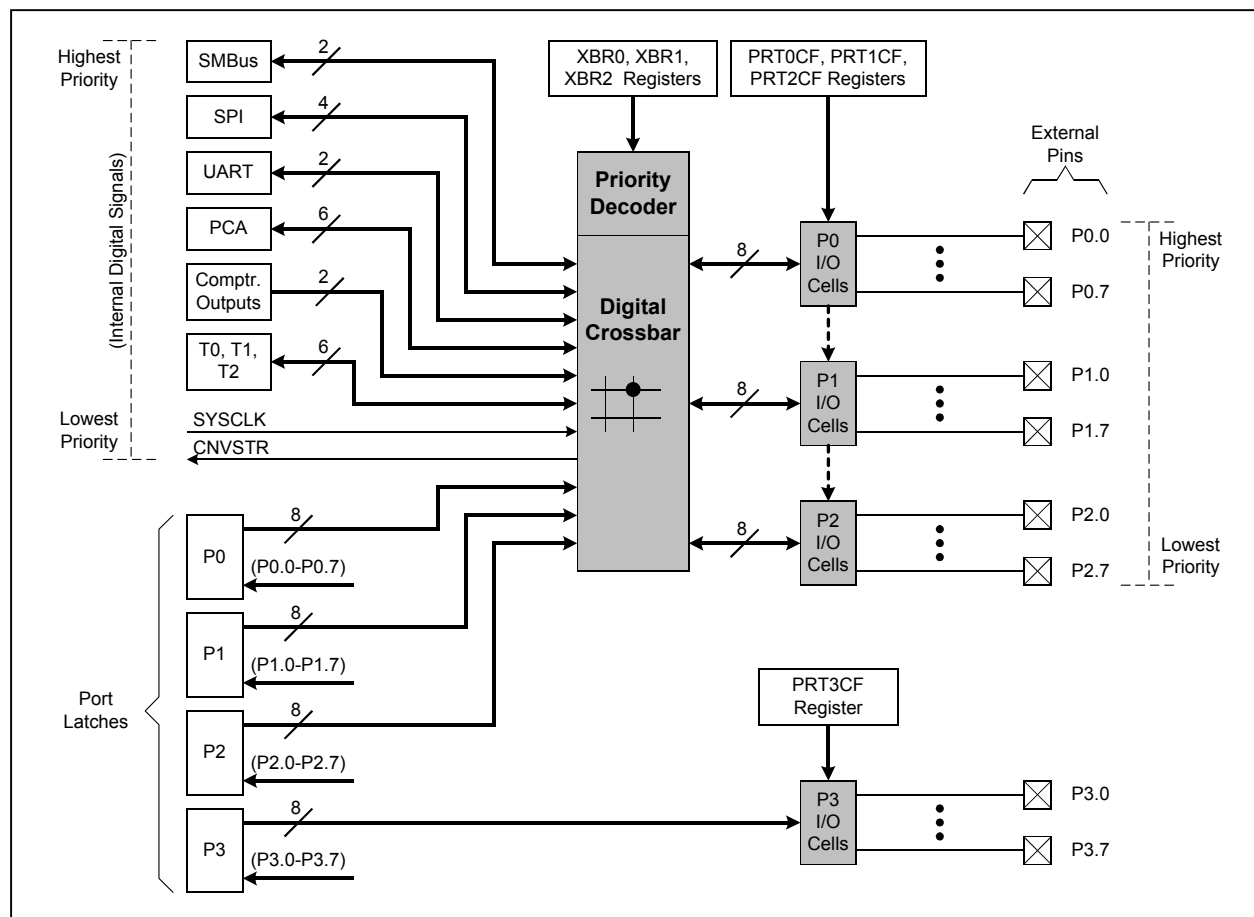 Highest
Priority
(Internal Digital Signals)
Lowest
Priority
SMBus
2
SPI
4
UART
2
PCA
6
Comptr.
Outputs
2
T0, T1,
T2
6
SYSCLK
CNVSTR
XBR0, XBR1,
XBR2 Registers
PRT0CF, PRT1CF,
PRT2CF Registers
Priority
Decoder
Digital
Crossbar
8
P0
I/O
Cells
8
P1
I/O
Cells
8
P2
I/O
Cells
External
Pins
P0.0
P0.7
P1.0
P1.7
P2.0
P2.7
Highest
Priority
Lowest
Priority
Port
Latches
P0
8
(P0.0-P0.7)
P1
8
(P1.0-P1.7)
P2
8
(P2.0-P2.7)
P3
8
(P3.0-P3.7)
PRT3CF
Register
P3
I/O
Cells
P3.0
P3.7